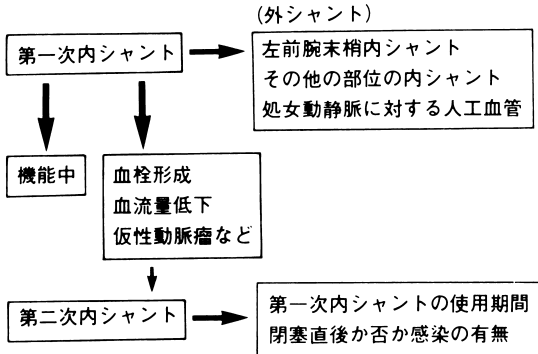 (外シャント)
第一次内シャント
左前腕末梢内シャント
その他の部位の内シャント
処女動静脈に対する人工血管
機能中
血栓形成
血流量低下
仮性動脈瘤など
第二次内シャント
第一次内シャントの使用期間
閉塞直後か否か感染の有無